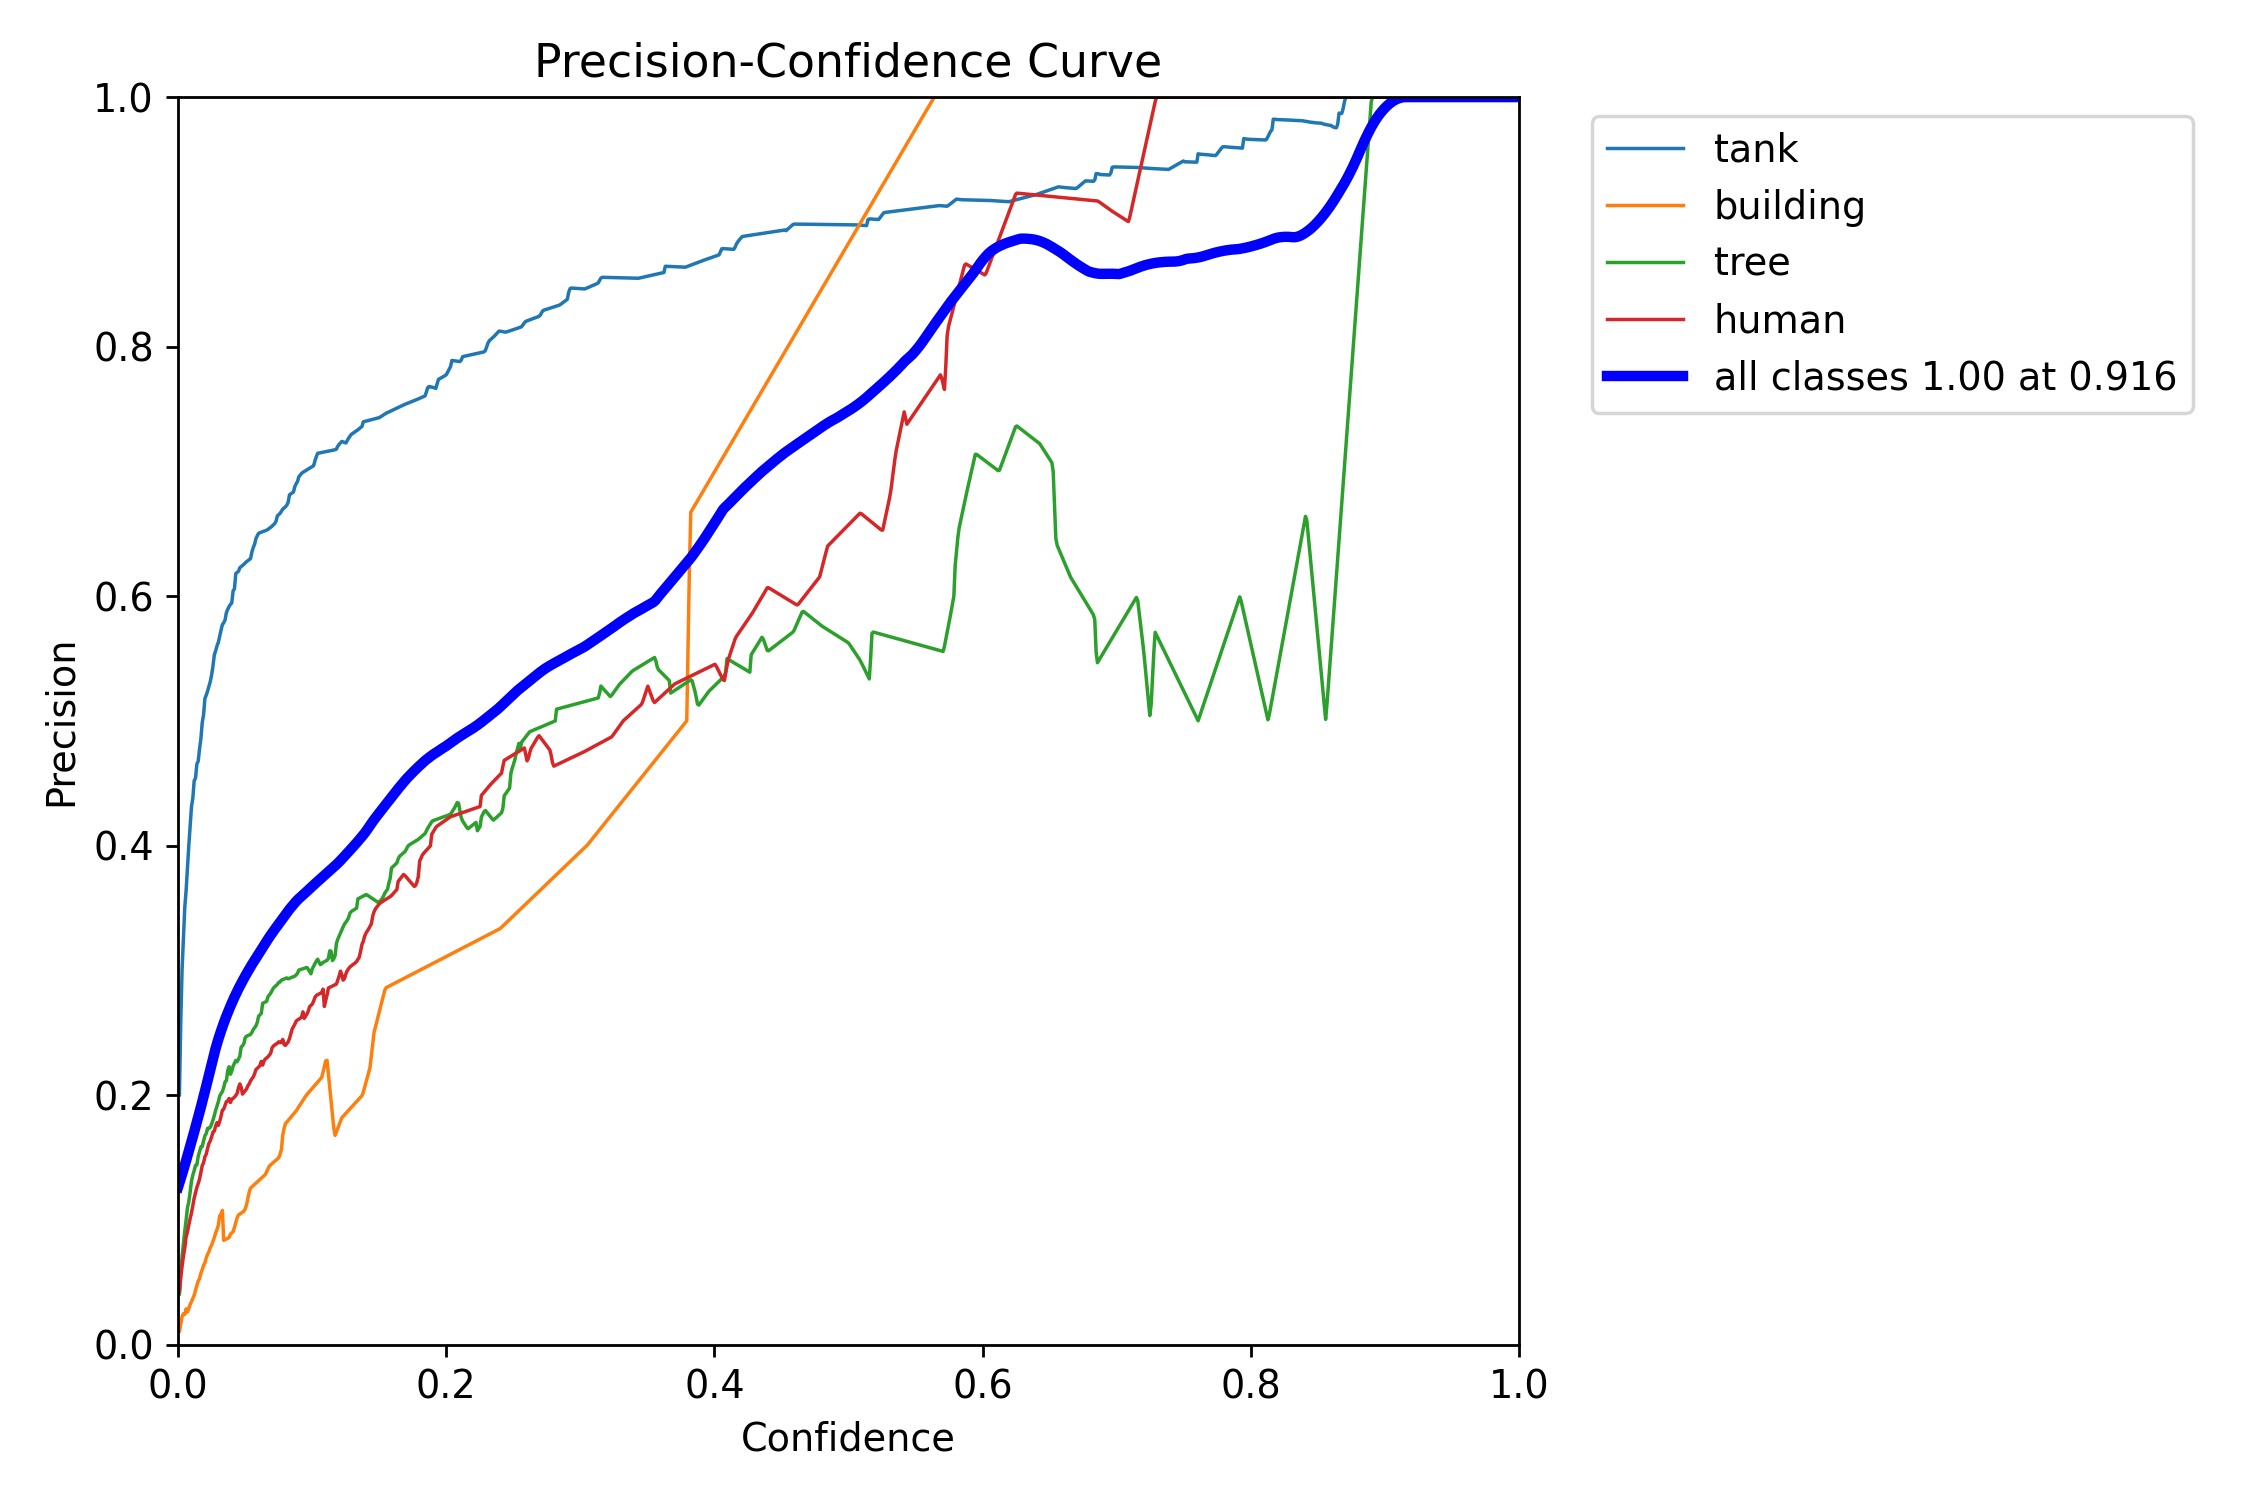 Precision-Confidence Curve
1.0
0.8
0.6
0.4
0.2
0.0
Precision
0.0 0.2 0.4 0.6 0.8 1.0
Confidence
tank
building
tree
human
all classes 1.00 at 0.916